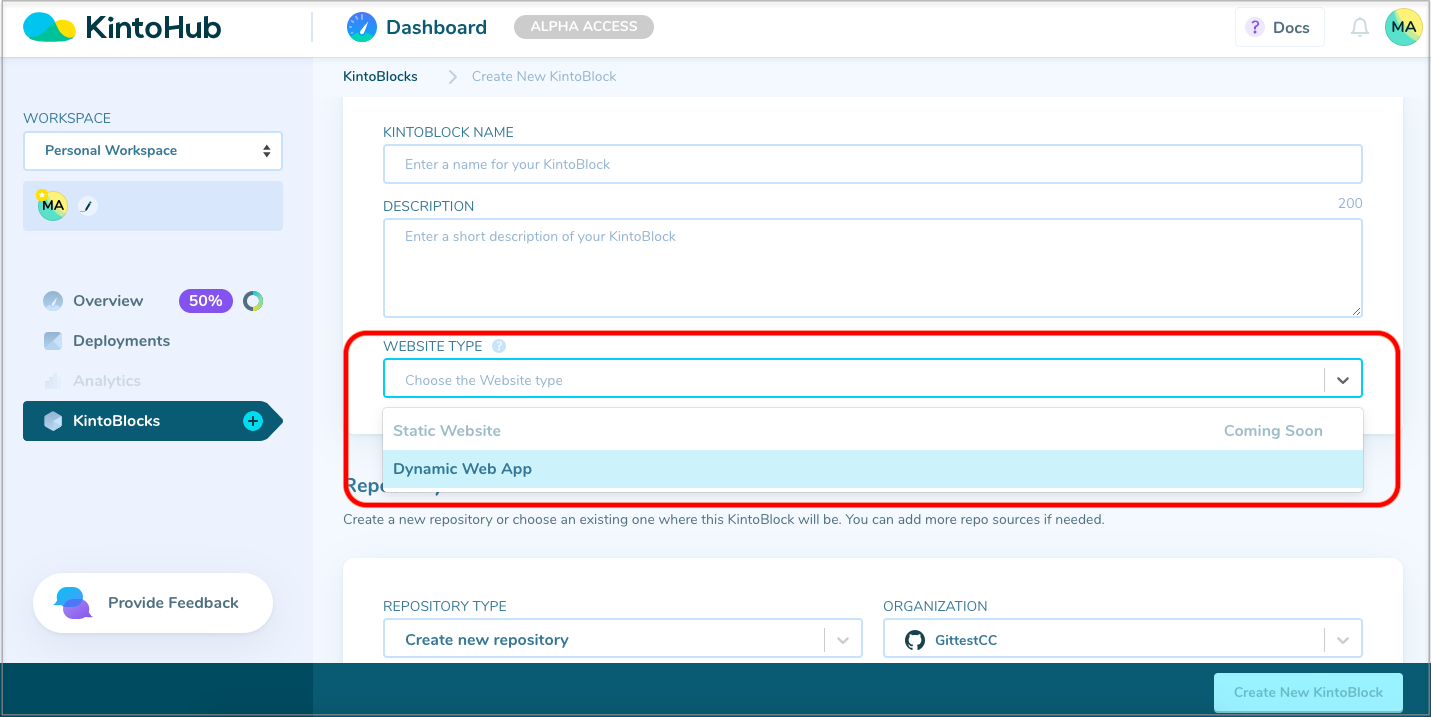 KintoHub
Dashboard
ALPHA ACCESS
? Docs
MA
KintoBlocks > Create New KintoBlock
WORKSPACE
Personal Workspace
MA
Overview
50%
Deployments
Analytics
KintoBlocks +
Provide Feedback
KINTOBLOCK NAME
Enter a name for your KintoBlock
DESCRIPTION 200
Enter a short description of your KintoBlock
WEBSITE TYPE ?
Choose the Website type
Static Website Coming Soon
Dynamic Web App
Create a new repository or choose an existing one where this KintoBlock will be. You can add more repo sources if needed.
REPOSITORY TYPE ORGANIZATION
Create new repository GittestCC
Create New KintoBlock